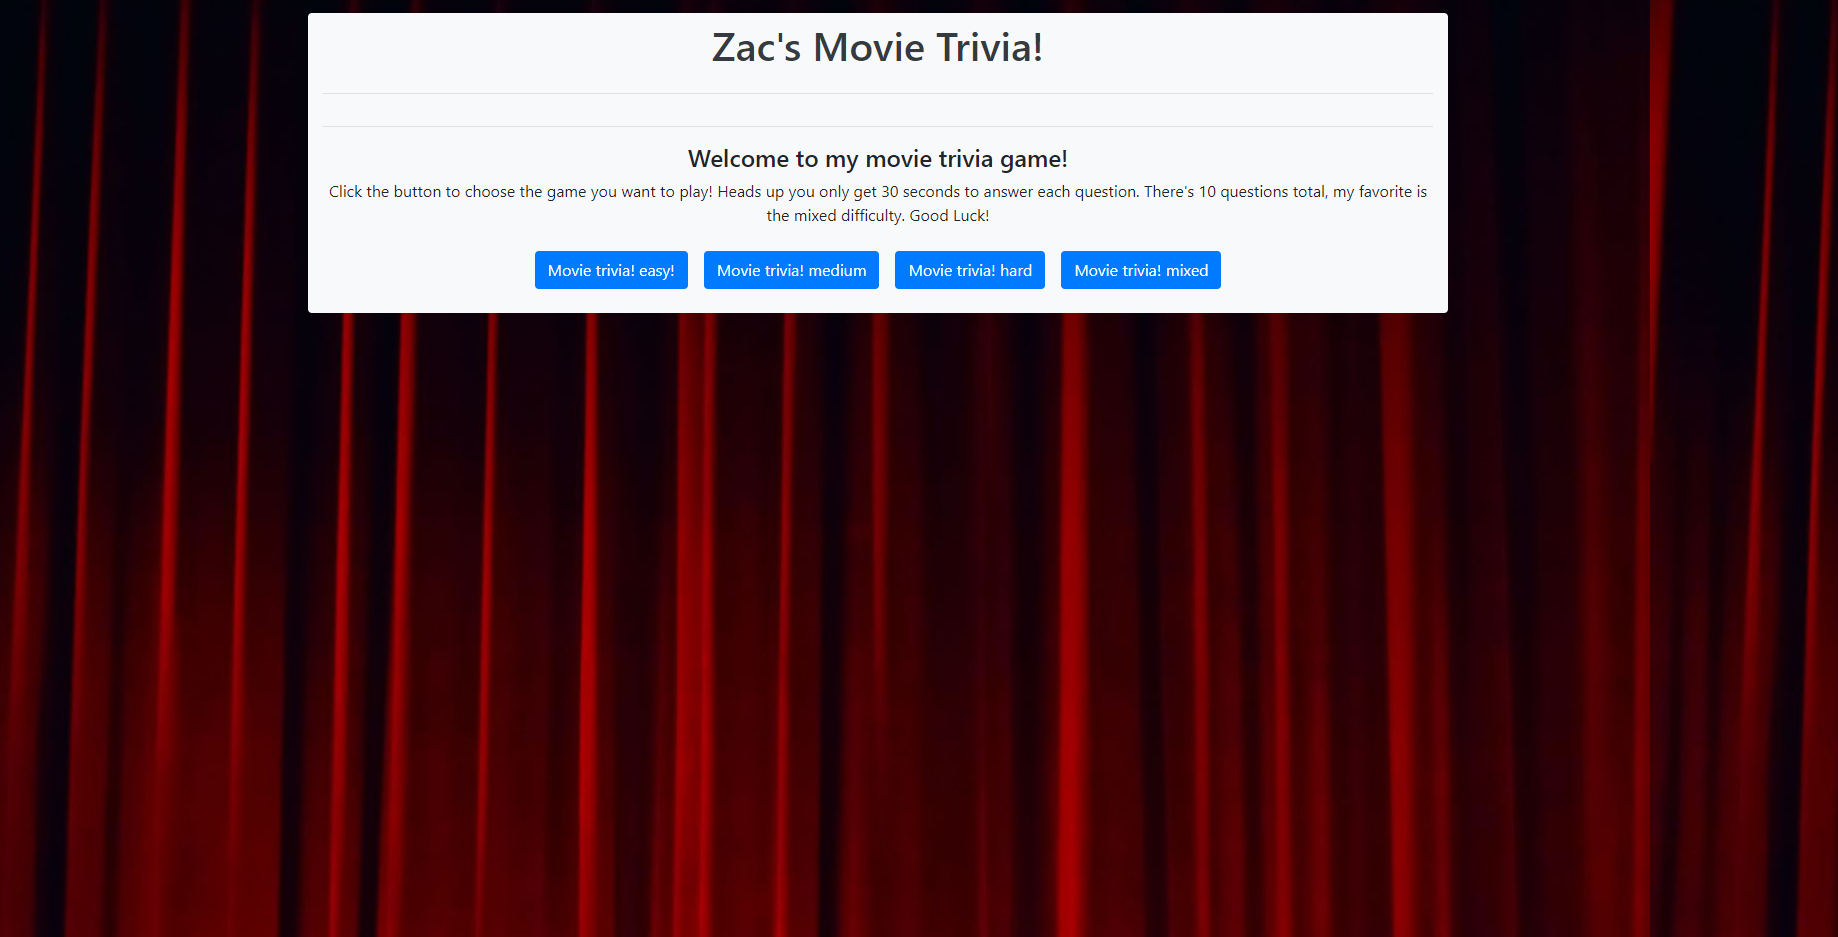 Zac's Movie Trivia!
Welcome to my movie trivia game!
Click the button to choose the game you want to play! Heads up you only get 30 seconds to answer each question. There's 10 questions total, my favorite is
the mixed difficulty. Good Luck!
Movie trivia! easy!
Movie trivia! medium
Movie trivia! hard
Movie trivia! mixed